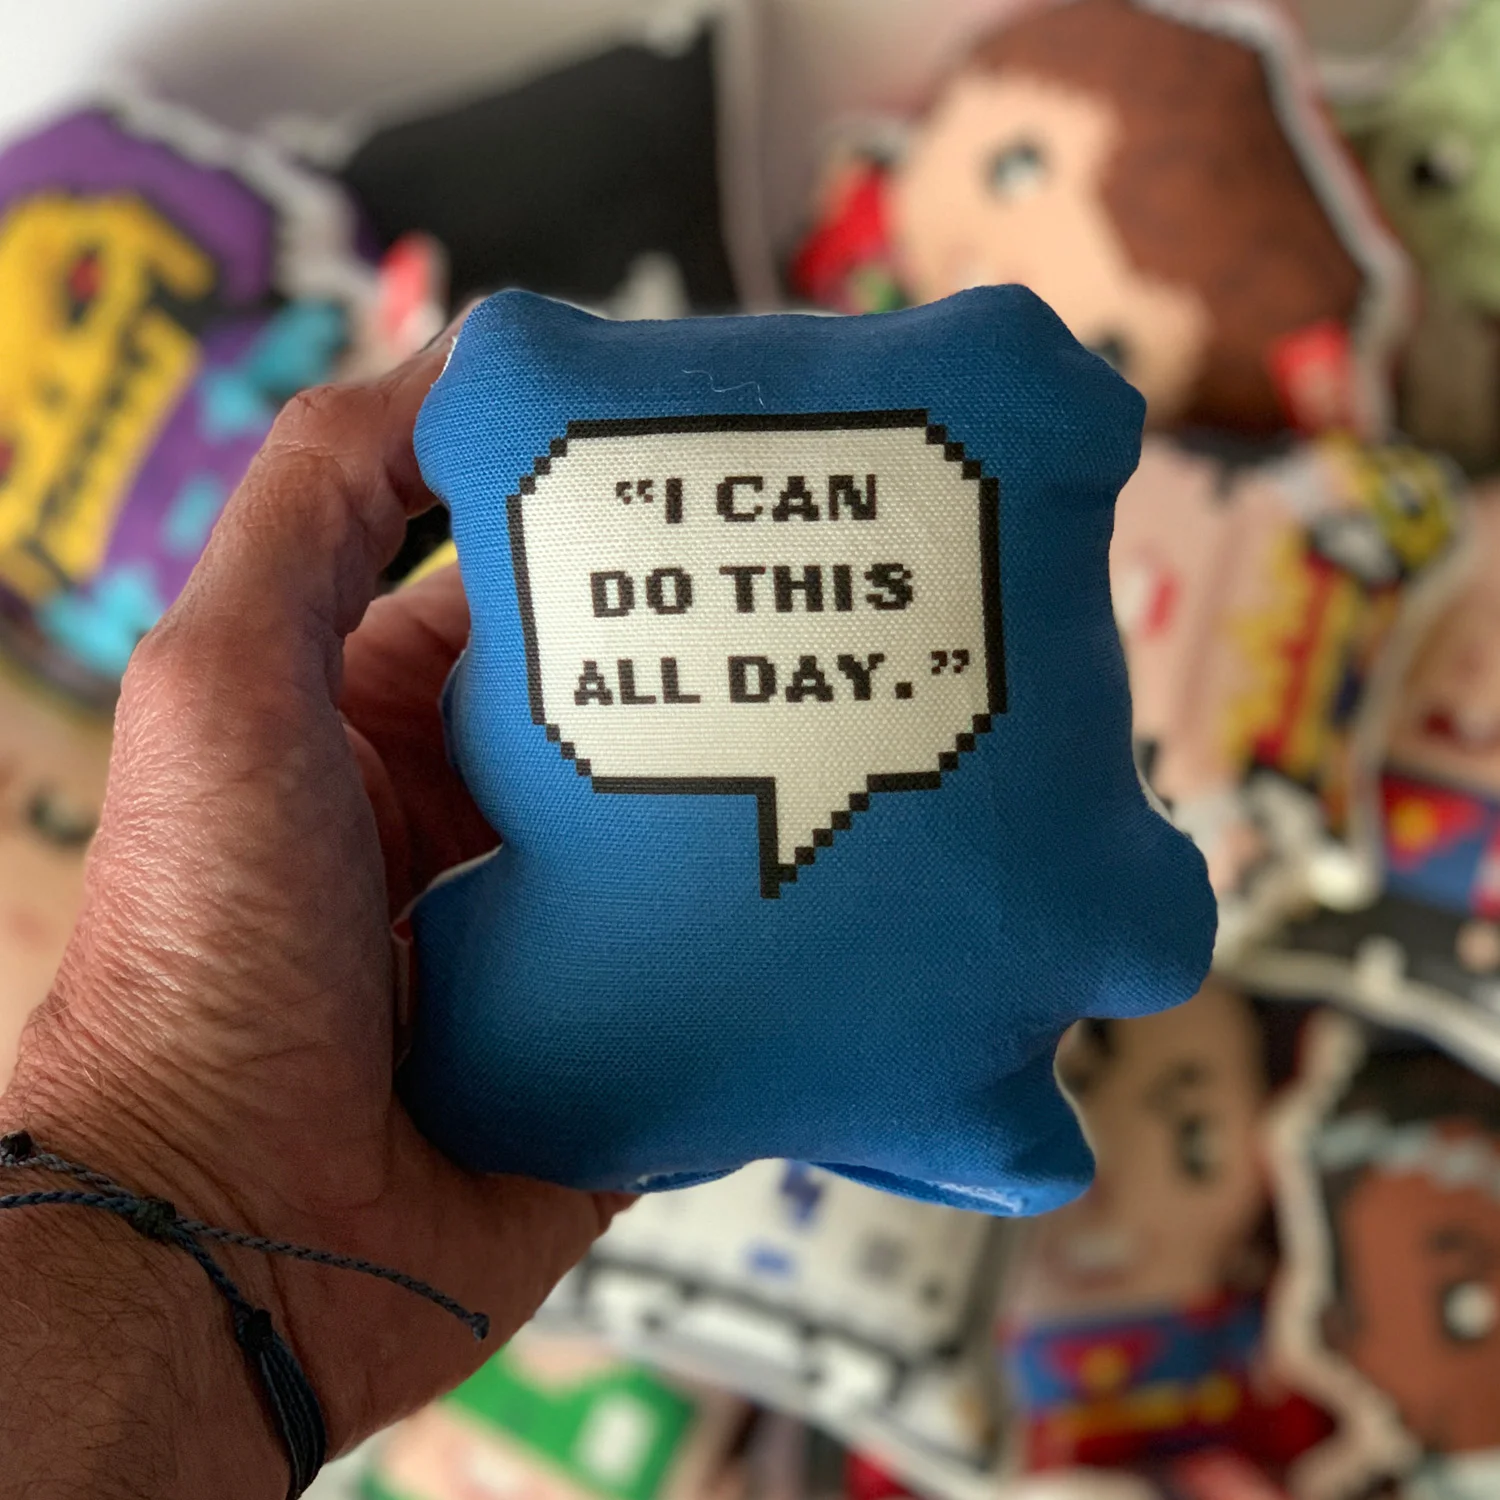 “I CAN
DO THIS
ALL DAY.”